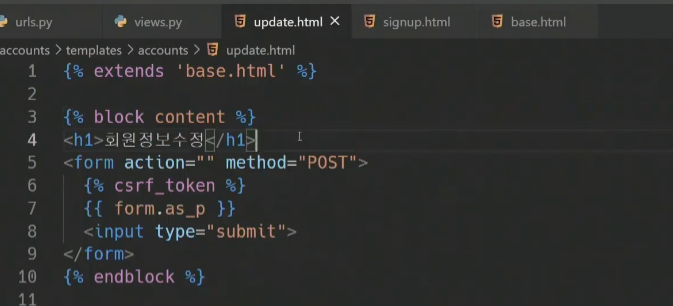 urls.py views.py update.html signup.html base.html
accounts > templates > accounts > update.html
1 {% extends 'base.html' %}
2
3 {% block content %}
4 <h1>회원정보수정</h1>
5 <form action="" method="POST">
6 {% csrf_token %}
7 {{ form.as_p }}
8 <input type="submit">
9 </form>
10 {% endblock %}
11